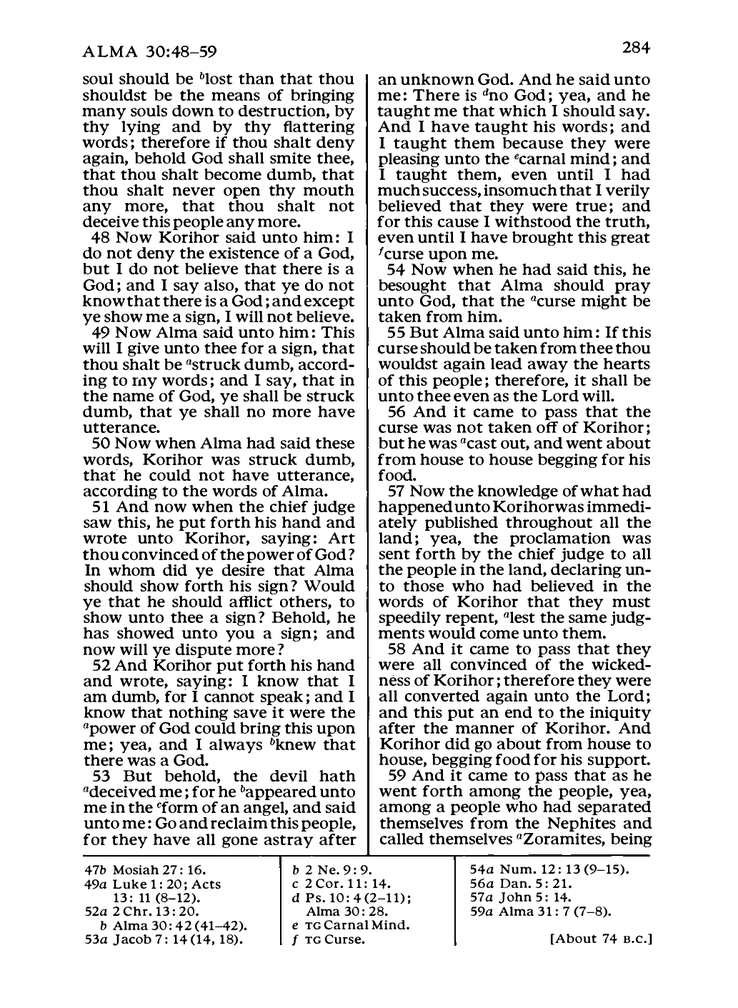 ALMA 30:48–59
284
soul should be ᵇlost than that thou
shouldst be the means of bringing
many souls down to destruction, by
thy lying and by thy flattering
words; therefore if thou shalt deny
again, behold God shall smite thee,
that thou shalt become dumb, that
thou shalt never open thy mouth
any more, that thou shalt not
deceive this people any more.
48 Now Korihor said unto him: I
do not deny the existence of a God,
but I do not believe that there is a
God; and I say also, that ye do not
know that there is a God; and except
ye show me a sign, I will not believe.
49 Now Alma said unto him: This
will I give unto thee for a sign, that
thou shalt be ᵃstruck dumb, accord-
ing to my words; and I say, that in
the name of God, ye shall be struck
dumb, that ye shall no more have
utterance.
50 Now when Alma had said these
words, Korihor was struck dumb,
that he could not have utterance,
according to the words of Alma.
51 And now when the chief judge
saw this, he put forth his hand and
wrote unto Korihor, saying: Art
thou convinced of the power of God?
In whom did ye desire that Alma
should show forth his sign? Would
ye that he should afflict others, to
show unto thee a sign? Behold, he
has showed unto you a sign; and
now will ye dispute more?
52 And Korihor put forth his hand
and wrote, saying: I know that I
am dumb, for I cannot speak; and I
know that nothing save it were the
ᵃpower of God could bring this upon
me; yea, and I always ᵇknew that
there was a God.
53 But behold, the devil hath
ᵃdeceived me; for he ᵇappeared unto
me in the ᶜform of an angel, and said
unto me: Go and reclaim this people,
for they have all gone astray after
an unknown God. And he said unto
me: There is ᵈno God; yea, and he
taught me that which I should say.
And I have taught his words; and
I taught them because they were
pleasing unto the ᵉcarnal mind; and
I taught them, even until I had
much success, insomuch that I verily
believed that they were true; and
for this cause I withstood the truth,
even until I have brought this great
ᶠcurse upon me.
54 Now when he had said this, he
besought that Alma should pray
unto God, that the ᵃcurse might be
taken from him.
55 But Alma said unto him: If this
curse should be taken from thee thou
wouldst again lead away the hearts
of this people; therefore, it shall be
unto thee even as the Lord will.
56 And it came to pass that the
curse was not taken off of Korihor;
but he was ᵃcast out, and went about
from house to house begging for his
food.
57 Now the knowledge of what had
happened unto Korihor was immedi-
ately published throughout all the
land; yea, the proclamation was
sent forth by the chief judge to all
the people in the land, declaring un-
to those who had believed in the
words of Korihor that they must
speedily repent, ᵃlest the same judg-
ments would come unto them.
58 And it came to pass that they
were all convinced of the wicked-
ness of Korihor; therefore they were
all converted again unto the Lord;
and this put an end to the iniquity
after the manner of Korihor. And
Korihor did go about from house to
house, begging food for his support.
59 And it came to pass that as he
went forth among the people, yea,
among a people who had separated
themselves from the Nephites and
called themselves ᵃZoramites, being
47b Mosiah 27: 16.
49a Luke 1: 20; Acts
13: 11 (8–12).
52a 2 Chr. 13: 20.
b Alma 30: 42 (41–42).
53a Jacob 7: 14 (14, 18).
b 2 Ne. 9: 9.
c 2 Cor. 11: 14.
d Ps. 10: 4 (2–11);
Alma 30: 28.
e TG Carnal Mind.
f TG Curse.
54a Num. 12: 13 (9–15).
56a Dan. 5: 21.
57a John 5: 14.
59a Alma 31: 7 (7–8).
[About 74 B.C.]